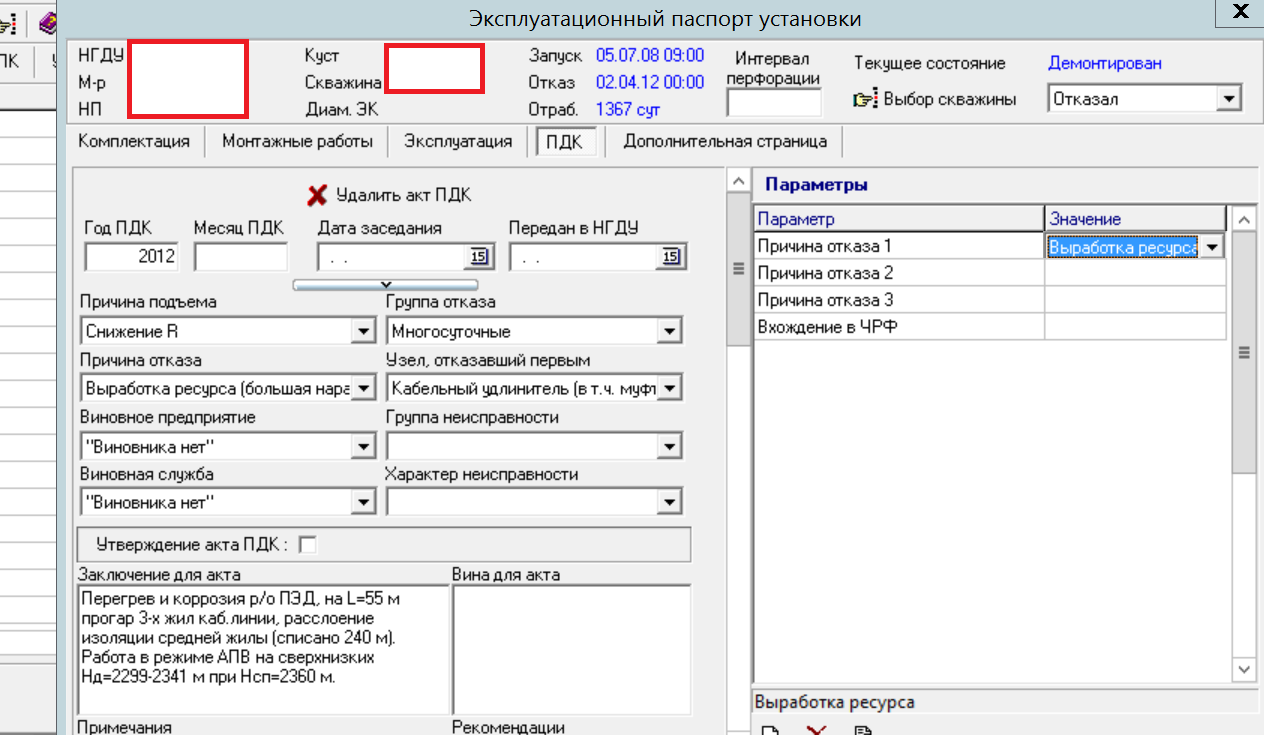 Эксплуатационный паспорт установки
X
ПК
НГДУ
Куст
Запуск 05.07.08 09:00
Интервал перфорации
Текущее состояние
Демонтирован
М-р
Скважина
Отказ 02.04.12 00:00
Выбор скважины
Отказал
НП
Диам. ЭК
Отраб. 1367 сут
Комплектация Монтажные работы Эксплуатация ПДК Дополнительная страница
Удалить акт ПДК
Год ПДК Месяц ПДК Дата заседания Передан в НГДУ
2012 . . 15 . . 15
Причина подъема Группа отказа
Снижение R Многосуточные
Причина отказа Узел, отказавший первым
Выработка ресурса (большая нара Кабельный удлинитель (в т.ч. муфт
Виновное предприятие Группа неисправности
"Виновника нет"
Виновная служба Характер неисправности
"Виновника нет"
Утверждение акта ПДК :
Заключение для акта Вина для акта
Перегрев и коррозия р/о ПЭД, на L=55 м
прогар 3-х жил каб.линии, расслоение
изоляции средней жилы (списано 240 м).
Работа в режиме АПВ на сверхнизких
Нд=2299-2341 м при Нсп=2360 м.
Примечания Рекомендации
Параметры
Параметр Значение
Причина отказа 1 Выработка ресурса
Причина отказа 2
Причина отказа 3
Вхождение в ЧРФ
Выработка ресурса